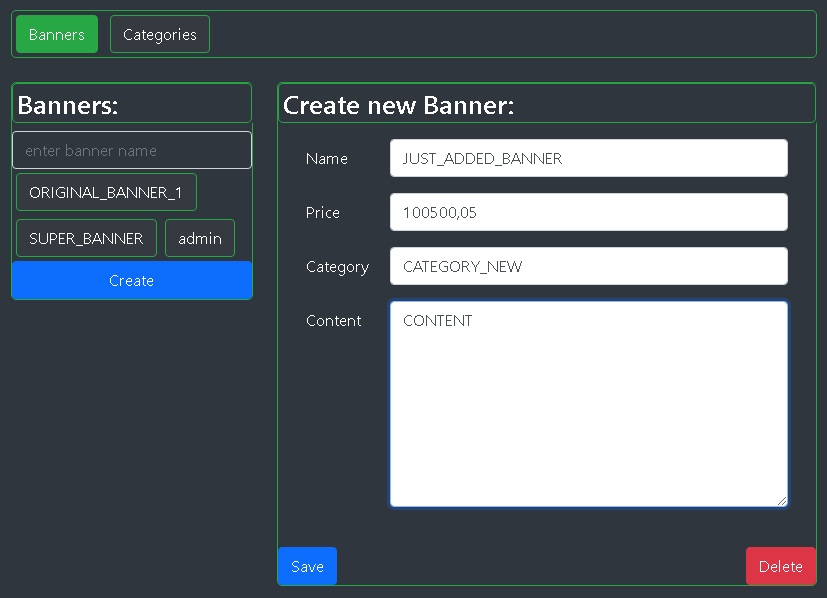 Banners Categories
Banners:
enter banner name
ORIGINAL_BANNER_1
SUPER_BANNER admin
Create
Create new Banner:
Name JUST_ADDED_BANNER
Price 100500,05
Category CATEGORY_NEW
Content CONTENT
Save Delete